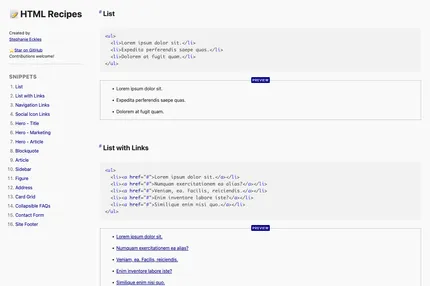 📝 HTML Recipes
Created by
Stephanie Eckles
⭐ Star on GitHub
Contributions welcome!
SNIPPETS
1. List
2. List with Links
3. Navigation Links
4. Social Icon Links
5. Hero - Title
6. Hero - Marketing
7. Hero - Article
8. Blockquote
9. Article
10. Sidebar
11. Figure
12. Address
13. Card Grid
14. Collapsible FAQs
15. Contact Form
16. Site Footer
# List
<ul>
<li>Lorem ipsum dolor sit.</li>
<li>Expedita perferendis saepe quas.</li>
<li>Dolorem at fugit quam.</li>
</ul>
PREVIEW
• Lorem ipsum dolor sit.
• Expedita perferendis saepe quas.
• Dolorem at fugit quam.
# List with Links
<ul>
<li><a href="#">Lorem ipsum dolor sit.</a></li>
<li><a href="#">Numquam exercitationem ea alias?</a></li>
<li><a href="#">Veniam, ea. Facilis, reiciendis.</a></li>
<li><a href="#">Enim inventore labore iste?</a></li>
<li><a href="#">Similique enim nisi quo.</a></li>
</ul>
PREVIEW
• Lorem ipsum dolor sit.
• Numquam exercitationem ea alias?
• Veniam, ea. Facilis, reiciendis.
• Enim inventore labore iste?
• Similique enim nisi quo.